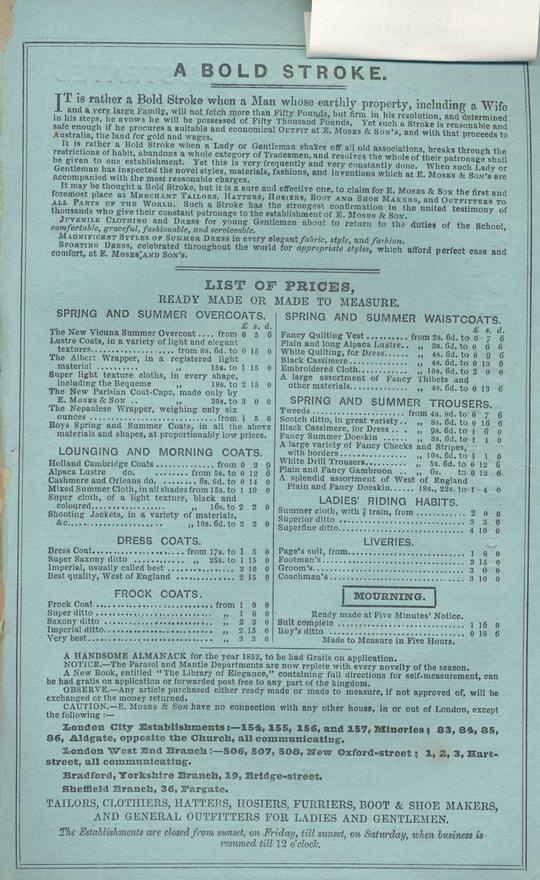 A BOLD STROKE.
IT is rather a Bold Stroke when a Man whose earthly property, including a Wife
and a very large Family, will not fetch more than Fifty Pounds, but firm in his resolution, and determined
in his steps, he avows he will be possessed of Fifty Thousand Pounds, Yet such a Stroke is reasonable and
safe enough if he procures a suitable and economical OUTFIT at E. MOSES & SON'S, and with that proceeds to
Australia, the land for gold and wages.
It is rather a Bold Stroke when a Lady or Gentleman shakes off all old associations, breaks through the
restrictions of habit, abandons a whole category of Tradesmen, and resolves the whole of their patronage shall
be given to one establishment. Yet this is very frequently and very constantly done. When such Lady or
Gentleman has inspected the novel styles, materials, fashions, and inventions which at E. MOSES & SON'S are
accompanied with the most reasonable charges.
It may be thought a Bold Stroke, but it is a sure and effective one, to claim for E. MOSES & SON the first and
foremost place as MERCHANT TAILORS, HATTERS, HOSIERS, BOOT AND SHOE MAKERS, and OUTFITTERS TO
ALL PARTS OF THE WORLD. Such a Stroke has the strongest confirmation in the united testimony of
thousands who give their constant patronage to the establishment of E. MOSES & SON.
JUVENILE CLOTHING AND DRESS for young Gentlemen about to return to the duties of the School,
comfortable, graceful, fashionable, and serviceable.
MAGNIFICENT STYLES OF SUMMER DRESS in every elegant fabric, style, and fashion.
SPORTING DRESS, celebrated throughout the world for appropriate styles, which afford perfect ease and
comfort, at E. MOSES AND SON'S.
LIST OF PRICES,
READY MADE OR MADE TO MEASURE.
SPRING AND SUMMER OVERCOATS.
£ s. d.
The New Vicuna Summer Overcoat .... from 0 5 6
Lustre Coats, in a variety of light and elegant
textures.................. from 8s. 6d. to 0 15 0
The Albert Wrapper, in a registered light
material ................ „ 15s. to 1 15 0
Super light texture cloths, in every shape,
including the Bequeme „ 18s. to 2 15 0
The New Parisian Coat-Cape, made only by
E. MOSES & SON .......... „ 30s. to 3 0 0
The Nepaulese Wrapper, weighing only six
ounces .......................... from 1 5 0
Boys Spring and Summer Coats, in all the above
materials and shapes, at proportionably low prices.
LOUNGING AND MORNING COATS.
Holland Cambridge Coats .............. from 0 2 9
Alpaca Lustre do. ........ from 5s. to 0 12 6
Cashmere and Orleans do. ...... 6s. 6d. to 0 14 0
Mixed Summer Cloth, in all shades from 15s. to 1 10 0
Super cloth, of a light texture, black and
coloured.................. „ 16s. to 2 2 0
Shooting Jackets, in a variety of materials,
&c...................... „ 10s. 6d. to 2 2 0
DRESS COATS.
Dress Coat................. from 17s. to 1 5 0
Super Saxony ditto ........ „ 25s. to 1 15 0
Imperial, usually called best .......... 2 10 0
Best quality, West of England .......... 2 15 0
FROCK COATS.
Frock Coat ...................... from 1 0 0
Super ditto .................... „ 1 8 0
Saxony ditto .................... „ 2 2 0
Imperial ditto................... „ 2 15 0
Very best....................... „ 3 3 0
SPRING AND SUMMER WAISTCOATS.
£ s. d.
Fancy Quilting Vest .......... from 2s. 6d. to 0 7 6
Plain and long Alpaca Lustre.. „ 3s. 6d. to 0 6 6
White Quilting, for Dress..... „ 4s. 6d. to 0 9 6
Black Cassimere .............. „ 4s. 6d. to 0 13 6
Embroidered Cloth............ „ 10s. 6d. to 2 0 0
A large assortment of Fancy Thibets and
other materials............... „ 4s. 6d. to 0 13 6
SPRING AND SUMMER TROUSERS.
Tweeds .................... from 4s. 6d. to 0 7 6
Scotch ditto, in great variety.. „ 8s. 6d. to 0 16 6
Black Cassimere, for Dress .. „ 9s. 6d. to 1 6 0
Fancy Summer Doeskin ...... „ 8s. 6d. to 1 1 0
A large variety of Fancy Checks and Stripes,
with borders............... „ 10s. 6d. to 1 1 0
White Drill Trousers......... „ 5s. 6d. to 0 12 6
Plain and Fancy Gambroon .. „ 6s. to 0 12 6
A splendid assortment of West of England
Plain and Fancy Doeskin ...... 18s., 22s. to 1 4 0
LADIES' RIDING HABITS.
Summer cloth, with ¾ train, from ........ 2 0 0
Superior ditto ......................... 3 3 0
Superfine ditto......................... 4 10 0
LIVERIES.
Page's suit, from....................... 1 8 0
Footman's............................. 2 15 0
Groom's............................... 3 0 0
Coachman's ........................... 3 10 0
MOURNING.
Ready made at Five Minutes' Notice.
Suit complete ......................... 1 16 0
Boy's ditto ........................... 0 18 6
Made to Measure in Five Hours.
A HANDSOME ALMANACK for the year 1852, to be had Gratis on application.
NOTICE.—The Parasol and Mantle Departments are now replete with every novelty of the season.
A New Book, entitled "The Library of Elegance," containing full directions for self-measurement, can
be had gratis on application or forwarded post free to any part of the kingdom.
OBSERVE.—Any article purchased either ready made or made to measure, if not approved of, will be
exchanged or the money returned.
CAUTION.—E. MOSES & SON have no connection with any other house, in or out of London, except
the following :—
London City Establishments:—154, 155, 156, and 157, Minories; 83, 84, 85,
86, Aldgate, opposite the Church, all communicating.
London West End Branch:—506, 507, 508, New Oxford-street; 1, 2, 3, Hart-
street, all communicating.
Bradford, Yorkshire Branch, 19, Bridge-street.
Sheffield Branch, 36, Fargate.
TAILORS, CLOTHIERS, HATTERS, HOSIERS, FURRIERS, BOOT & SHOE MAKERS,
AND GENERAL OUTFITTERS FOR LADIES AND GENTLEMEN.
The Establishments are closed from sunset, on Friday, till sunset, on Saturday, when business is
resumed till 12 o'clock.